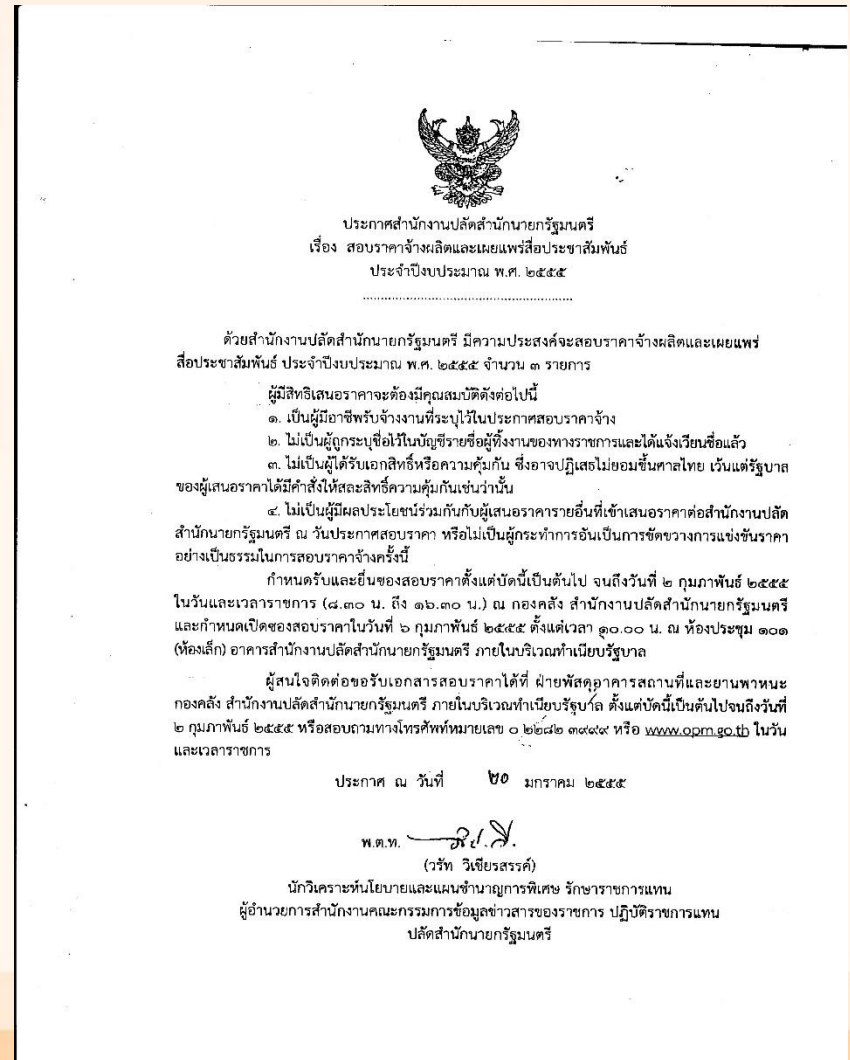 ประกาศสำนักงานปลัดสำนักนายกรัฐมนตรี
เรื่อง สอบราคาจ้างผลิตและเผยแพร่สื่อประชาสัมพันธ์
ประจำปีงบประมาณ พ.ศ. ๒๕๕๕
ด้วยสำนักงานปลัดสำนักนายกรัฐมนตรี มีความประสงค์จะสอบราคาจ้างผลิตและเผยแพร่
สื่อประชาสัมพันธ์ ประจำปีงบประมาณ พ.ศ. ๒๕๕๕ จำนวน ๓ รายการ
ผู้มีสิทธิเสนอราคาจะต้องมีคุณสมบัติดังต่อไปนี้
๑. เป็นผู้มีอาชีพรับจ้างงานที่ระบุไว้ในประกาศสอบราคาจ้าง
๒. ไม่เป็นผู้ถูกระบุชื่อไว้ในบัญชีรายชื่อผู้ทิ้งงานของทางราชการและได้แจ้งเวียนชื่อแล้ว
๓. ไม่เป็นผู้ได้รับเอกสิทธิ์หรือความคุ้มกัน ซึ่งอาจปฏิเสธไม่ยอมขึ้นศาลไทย เว้นแต่รัฐบาล
ของผู้เสนอราคาได้มีคำสั่งให้สละสิทธิ์ความคุ้มกันเช่นว่านั้น
๔. ไม่เป็นผู้มีผลประโยชน์ร่วมกันกับผู้เสนอราคารายอื่นที่เข้าเสนอราคาต่อสำนักงานปลัด
สำนักนายกรัฐมนตรี ณ วันประกาศสอบราคา หรือไม่เป็นผู้กระทำการอันเป็นการขัดขวางการแข่งขันราคา
อย่างเป็นธรรมในการสอบราคาจ้างครั้งนี้
กำหนดรับและยื่นซองสอบราคาตั้งแต่บัดนี้เป็นต้นไป จนถึงวันที่ ๒ กุมภาพันธ์ ๒๕๕๕
ในวันและเวลาราชการ (๘.๓๐ น. ถึง ๑๖.๓๐ น.) ณ กองคลัง สำนักงานปลัดสำนักนายกรัฐมนตรี
และกำหนดเปิดซองสอบราคาในวันที่ ๖ กุมภาพันธ์ ๒๕๕๕ ตั้งแต่เวลา ๑๐.๐๐ น. ณ ห้องประชุม ๑๐๑
(ห้องเล็ก) อาคารสำนักงานปลัดสำนักนายกรัฐมนตรี ภายในบริเวณทำเนียบรัฐบาล
ผู้สนใจติดต่อขอรับเอกสารสอบราคาได้ที่ ฝ่ายพัสดุอาคารสถานที่และยานพาหนะ
กองคลัง สำนักงานปลัดสำนักนายกรัฐมนตรี ภายในบริเวณทำเนียบรัฐบาล ตั้งแต่บัดนี้เป็นต้นไปจนถึงวันที่
๒ กุมภาพันธ์ ๒๕๕๕ หรือสอบถามทางโทรศัพท์หมายเลข ๐ ๒๒๘๒ ๓๙๙๙ หรือ www.opm.go.th ในวัน
และเวลาราชการ
ประกาศ ณ วันที่ ๒๐ มกราคม ๒๕๕๕
พ.ต.ท.
(วรัท วิเชียรสรรค์)
นักวิเคราะห์นโยบายและแผนชำนาญการพิเศษ รักษาราชการแทน
ผู้อำนวยการสำนักงานคณะกรรมการข้อมูลข่าวสารของราชการ ปฏิบัติราชการแทน
ปลัดสำนักนายกรัฐมนตรี